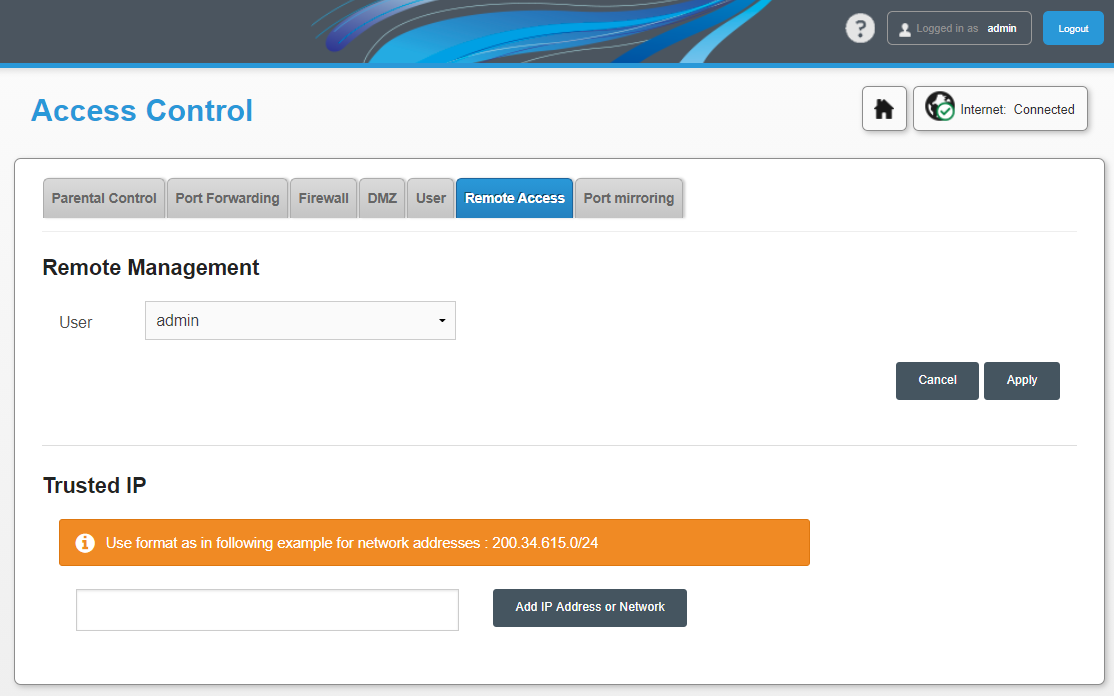 ? Logged in as admin Logout
Access Control
Internet: Connected
Parental Control Port Forwarding Firewall DMZ User Remote Access Port mirroring
Remote Management
User admin
Cancel Apply
Trusted IP
Use format as in following example for network addresses : 200.34.615.0/24
Add IP Address or Network